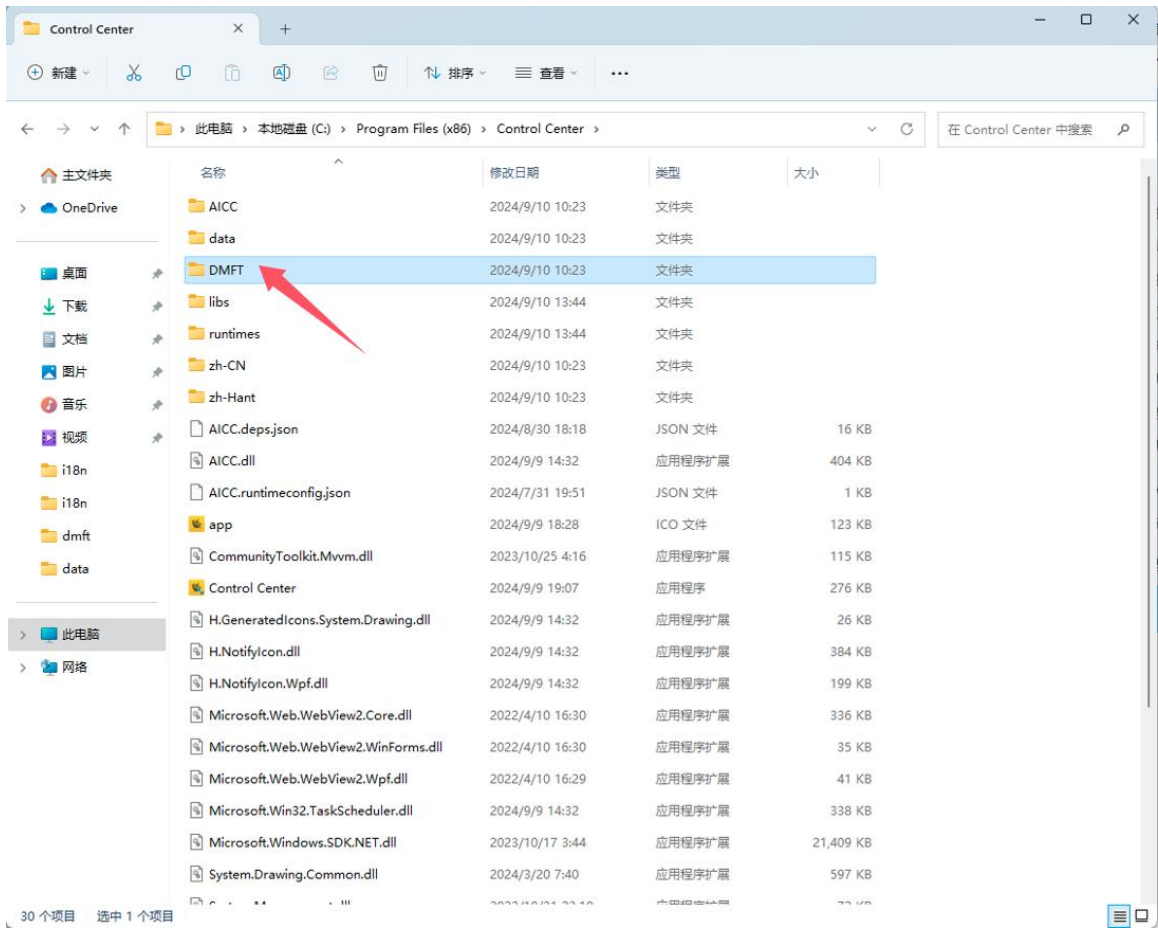 Control Center
新建
排序
查看
此电脑 > 本地磁盘 (C:) > Program Files (x86) > Control Center >
在 Control Center 中搜索
主文件夹
OneDrive
桌面
下载
文档
图片
音乐
视频
i18n
i18n
dmft
data
此电脑
网络
名称 修改日期 类型 大小
AICC 2024/9/10 10:23 文件夹
data 2024/9/10 10:23 文件夹
DMFT 2024/9/10 10:23 文件夹
libs 2024/9/10 13:44 文件夹
runtimes 2024/9/10 13:44 文件夹
zh-CN 2024/9/10 10:23 文件夹
zh-Hant 2024/9/10 10:23 文件夹
AICC.deps.json 2024/8/30 18:18 JSON 文件 16 KB
AICC.dll 2024/9/9 14:32 应用程序扩展 404 KB
AICC.runtimeconfig.json 2024/7/31 19:51 JSON 文件 1 KB
app 2024/9/9 18:28 ICO 文件 123 KB
CommunityToolkit.Mvvm.dll 2023/10/25 4:16 应用程序扩展 115 KB
Control Center 2024/9/9 19:07 应用程序 276 KB
H.GeneratedIcons.System.Drawing.dll 2024/9/9 14:32 应用程序扩展 26 KB
H.NotifyIcon.dll 2024/9/9 14:32 应用程序扩展 384 KB
H.NotifyIcon.Wpf.dll 2024/9/9 14:32 应用程序扩展 199 KB
Microsoft.Web.WebView2.Core.dll 2022/4/10 16:30 应用程序扩展 336 KB
Microsoft.Web.WebView2.WinForms.dll 2022/4/10 16:30 应用程序扩展 35 KB
Microsoft.Web.WebView2.Wpf.dll 2022/4/10 16:29 应用程序扩展 41 KB
Microsoft.Win32.TaskScheduler.dll 2024/9/9 14:32 应用程序扩展 338 KB
Microsoft.Windows.SDK.NET.dll 2023/10/17 3:44 应用程序扩展 21,409 KB
System.Drawing.Common.dll 2024/3/20 7:40 应用程序扩展 597 KB
30 个项目 选中 1 个项目